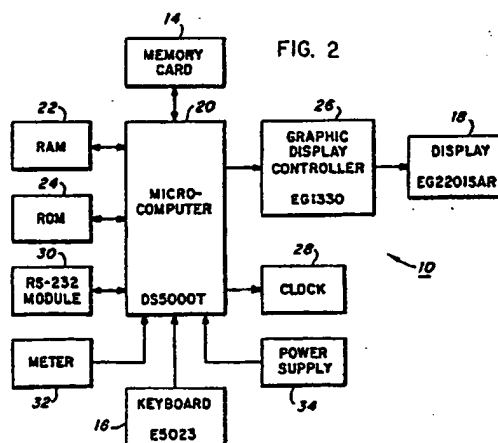 14
FIG. 2
MEMORY
CARD
22
20
26
18
RAM
GRAPHIC
DISPLAY
CONTROLLER
EG1330
DISPLAY
EG22015AR
24
MICRO-
COMPUTER
ROM
10
30
28
RS-232
MODULE
DS5000T
CLOCK
METER
POWER
SUPPLY
32
34
16
KEYBOARD
E5023